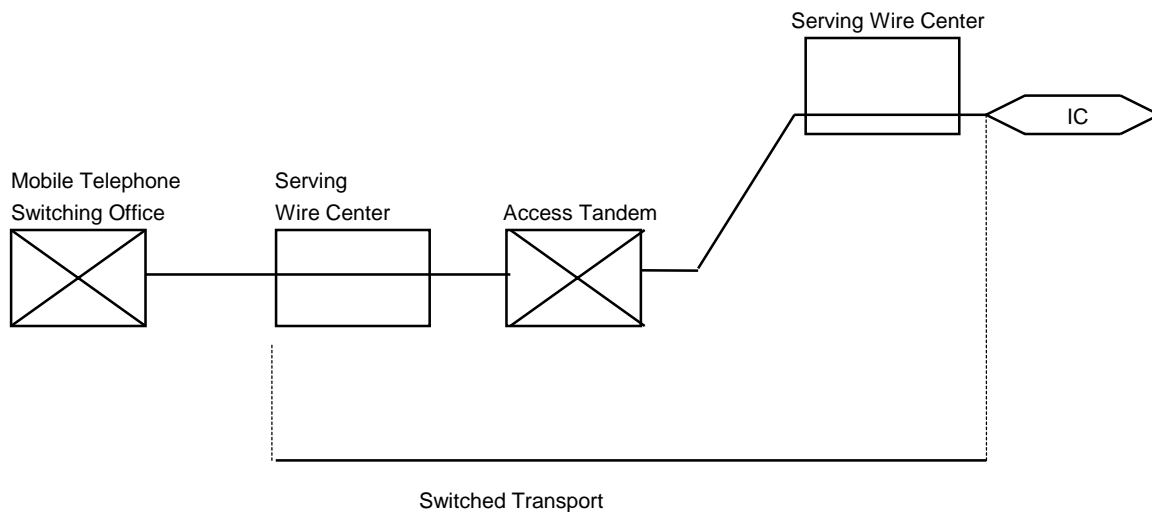 Serving Wire Center
IC
Mobile Telephone
Switching Office
Serving
Wire Center
Access Tandem
Switched Transport